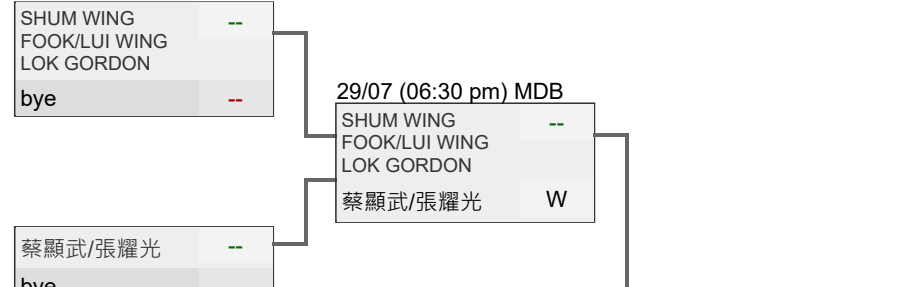 SHUM WING
FOOK/LUI WING
LOK GORDON
--
bye
--
29/07 (06:30 pm) MDB
SHUM WING
FOOK/LUI WING
LOK GORDON
--
蔡顯武/張耀光
W
蔡顯武/張耀光
--
bye